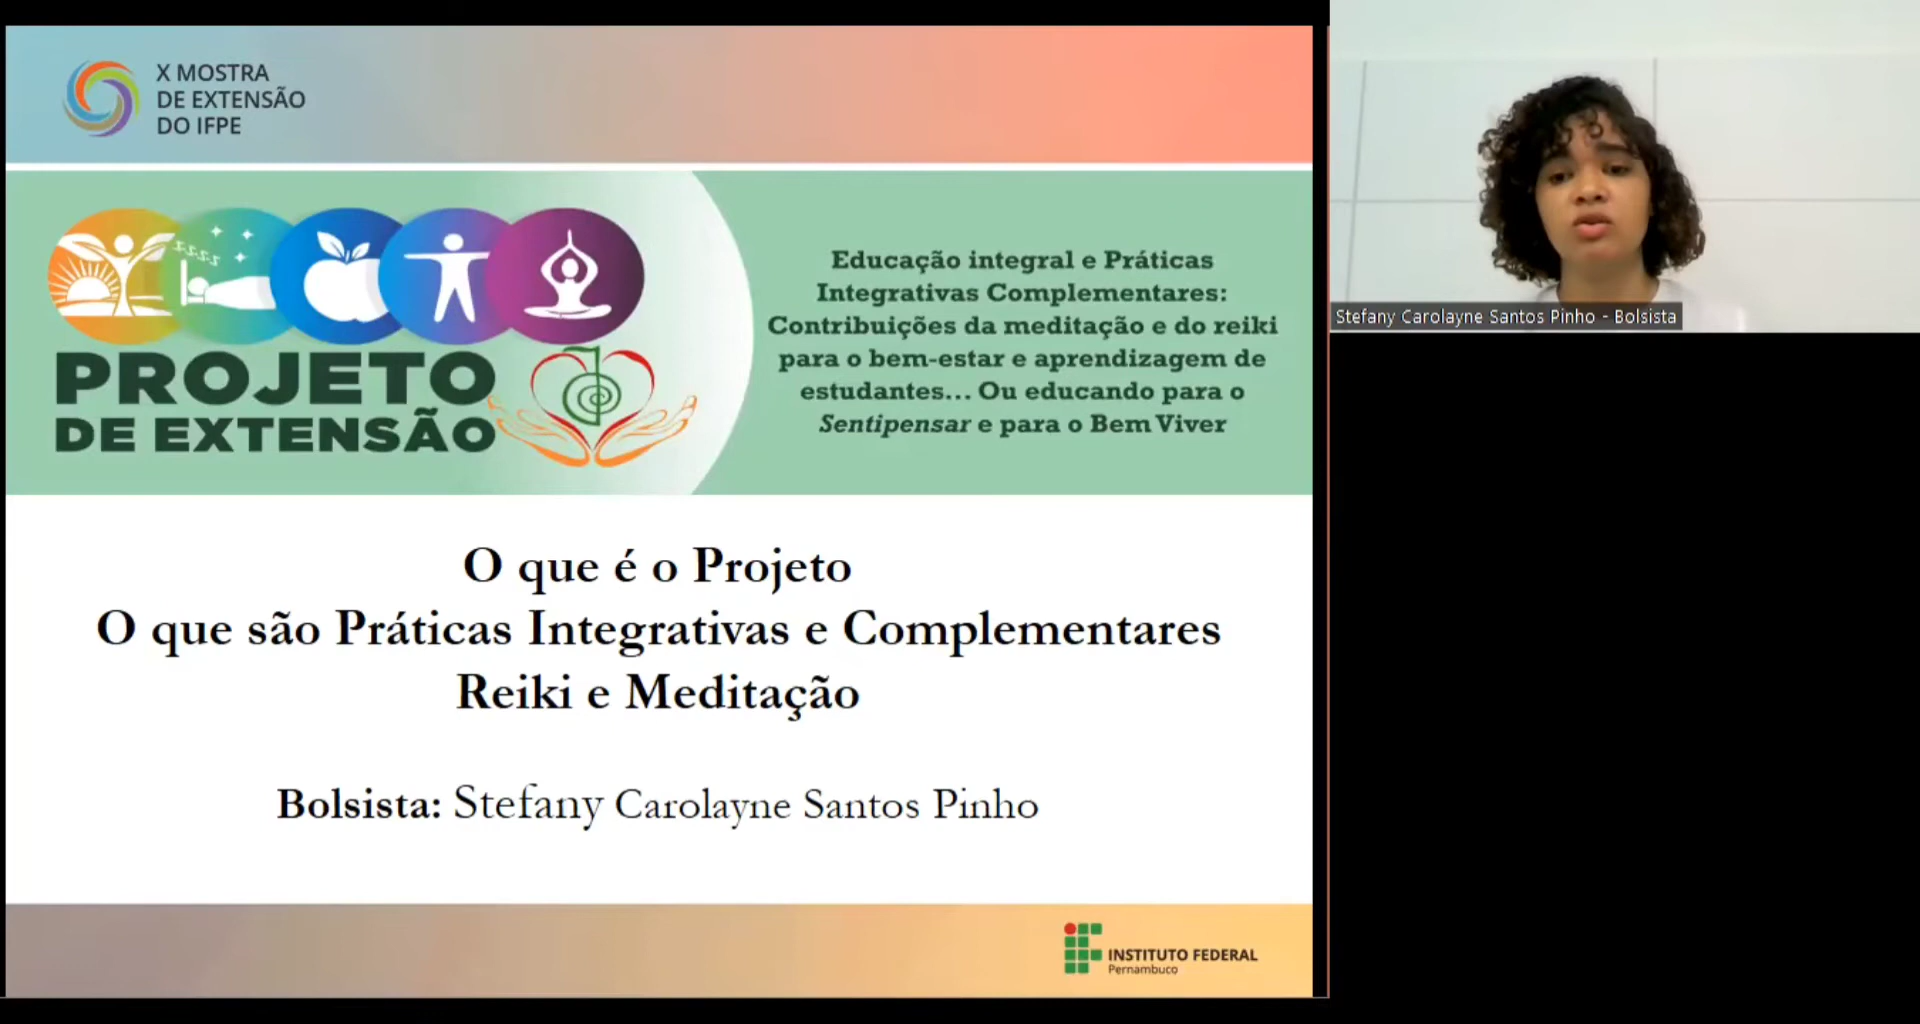 X MOSTRA
DE EXTENSÃO
DO IFPE
zzzz
zzz
PROJETO
DE EXTENSÃO
Educação integral e Práticas
Integrativas Complementares:
Contribuições da meditação e do reiki
para o bem-estar e aprendizagem de
estudantes... Ou educando para o
Sentipensar e para o Bem Viver
O que é o Projeto
O que são Práticas Integrativas e Complementares
Reiki e Meditação
Bolsista: Stefany Carolayne Santos Pinho
INSTITUTO FEDERAL
Pernambuco
Stefany Carolayne Santos Pinho - Bolsista